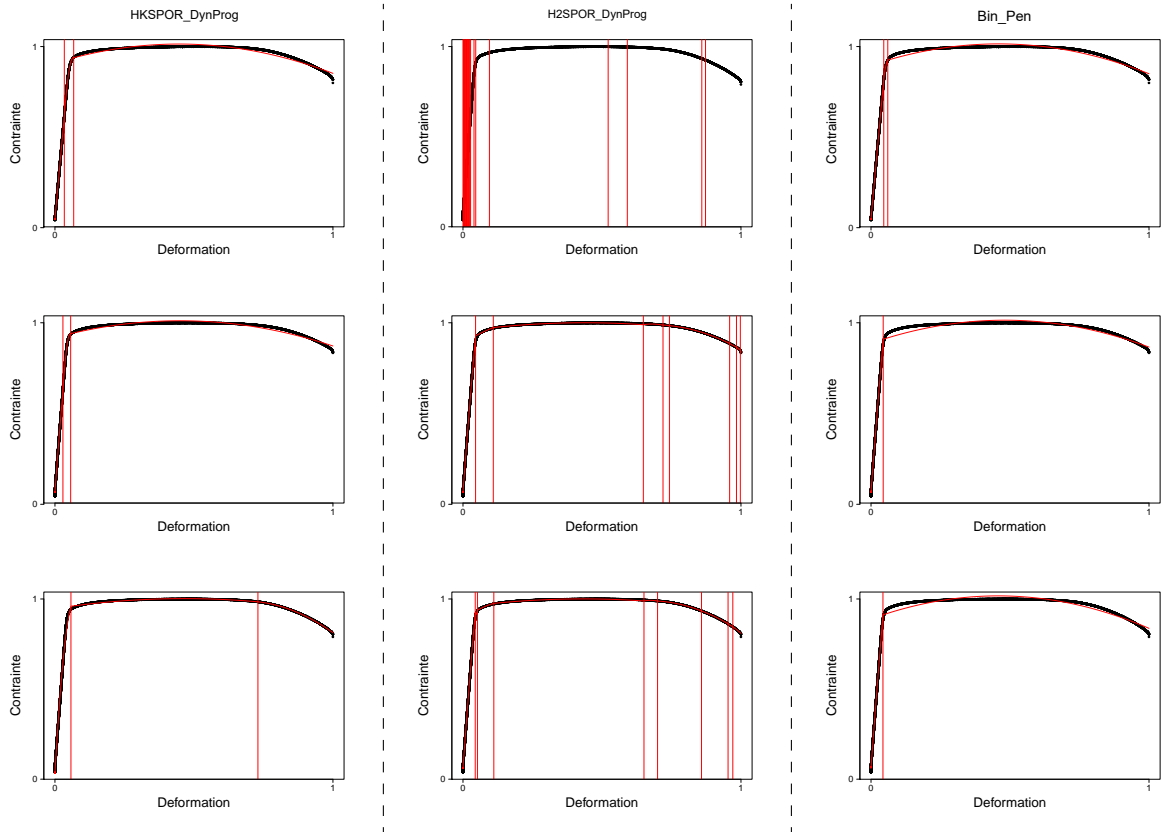 HKSPOR_DynProg
H2SPOR_DynProg
Bin_Pen
Contrainte
1
0
0
1
Deformation
Contrainte
1
0
0
1
Deformation
Contrainte
1
0
0
1
Deformation
Contrainte
1
0
0
1
Deformation
Contrainte
1
0
0
1
Deformation
Contrainte
1
0
0
1
Deformation
Contrainte
1
0
0
1
Deformation
Contrainte
1
0
0
1
Deformation
Contrainte
1
0
0
1
Deformation